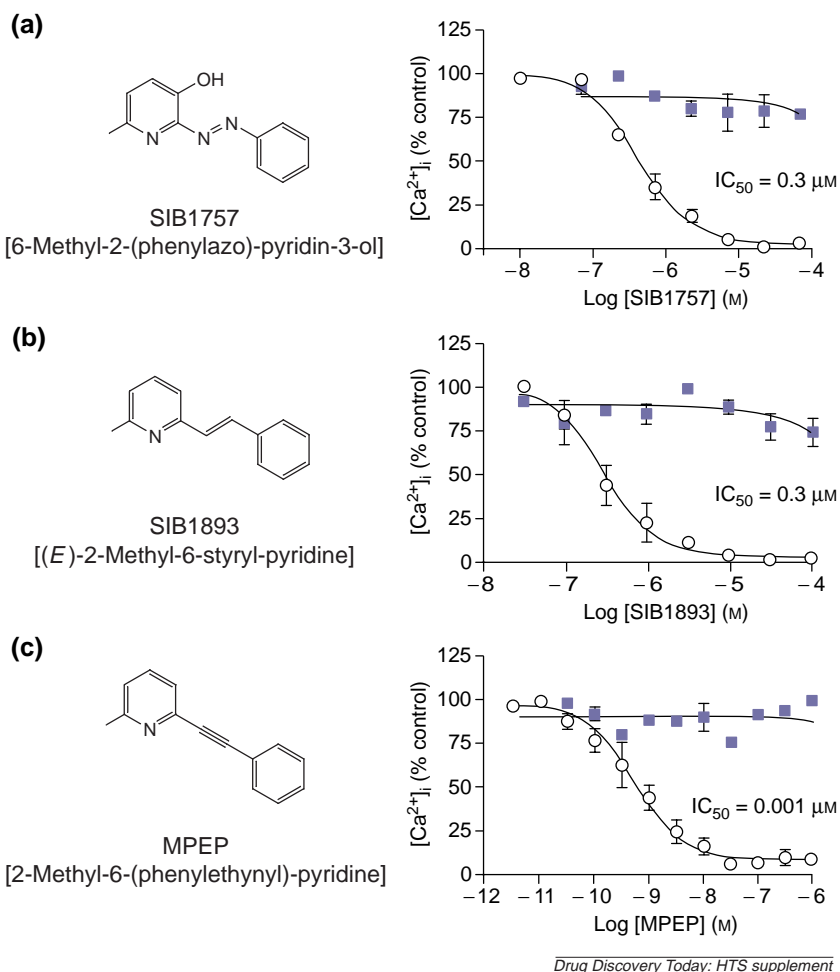 (a)
OH
N
N
N
SIB1757
[6-Methyl-2-(phenylazo)-pyridin-3-ol]
[Ca²⁺]ᵢ (% control)
125
100
75
50
25
0
IC₅₀ = 0.3 µM
−8 −7 −6 −5 −4
Log [SIB1757] (M)
(b)
N
SIB1893
[(E)-2-Methyl-6-styryl-pyridine]
[Ca²⁺]ᵢ (% control)
125
100
75
50
25
0
IC₅₀ = 0.3 µM
−8 −7 −6 −5 −4
Log [SIB1893] (M)
(c)
N
MPEP
[2-Methyl-6-(phenylethynyl)-pyridine]
[Ca²⁺]ᵢ (% control)
125
100
75
50
25
0
IC₅₀ = 0.001 µM
−12 −11 −10 −9 −8 −7 −6
Log [MPEP] (M)
Drug Discovery Today: HTS supplement